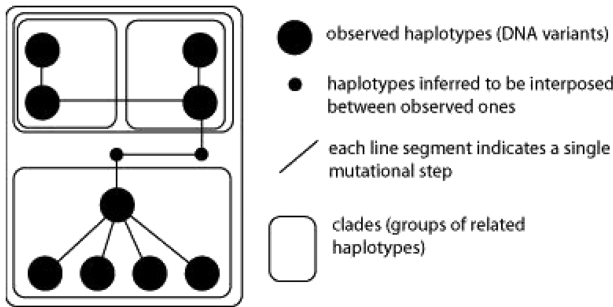 observed haplotypes (DNA variants)
haplotypes inferred to be interposed
between observed ones
each line segment indicates a single
mutational step
clades (groups of related
haplotypes)